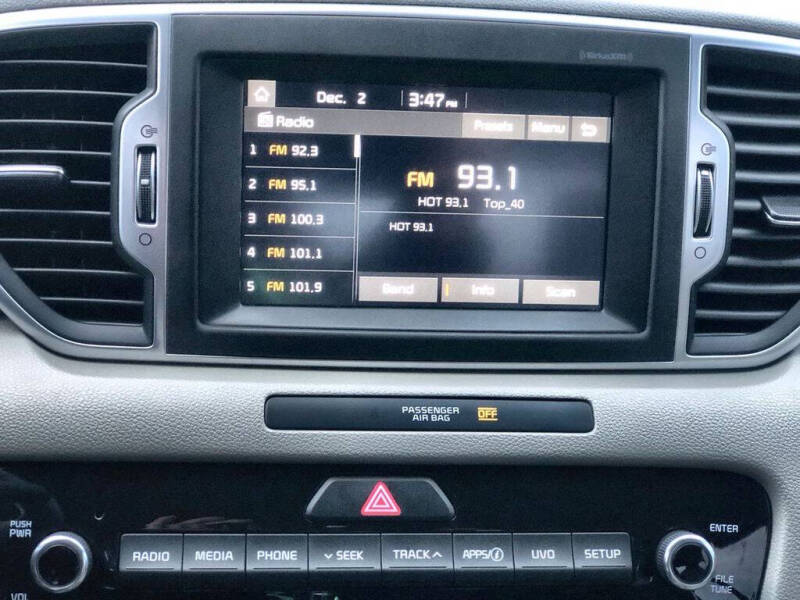 SiriusXM
Dec. 2 3:47 PM
Radio Presets Menu
1 FM 92.3
2 FM 95.1
3 FM 100.3
4 FM 101.1
5 FM 101.9
FM 93.1
HOT 93.1 Top_40
HOT 93.1
Band Info Scan
PASSENGER
AIR BAG OFF
PUSH
PWR
VOL
RADIO MEDIA PHONE SEEK TRACK APPS/i UVO SETUP
ENTER
FILE
TUNE